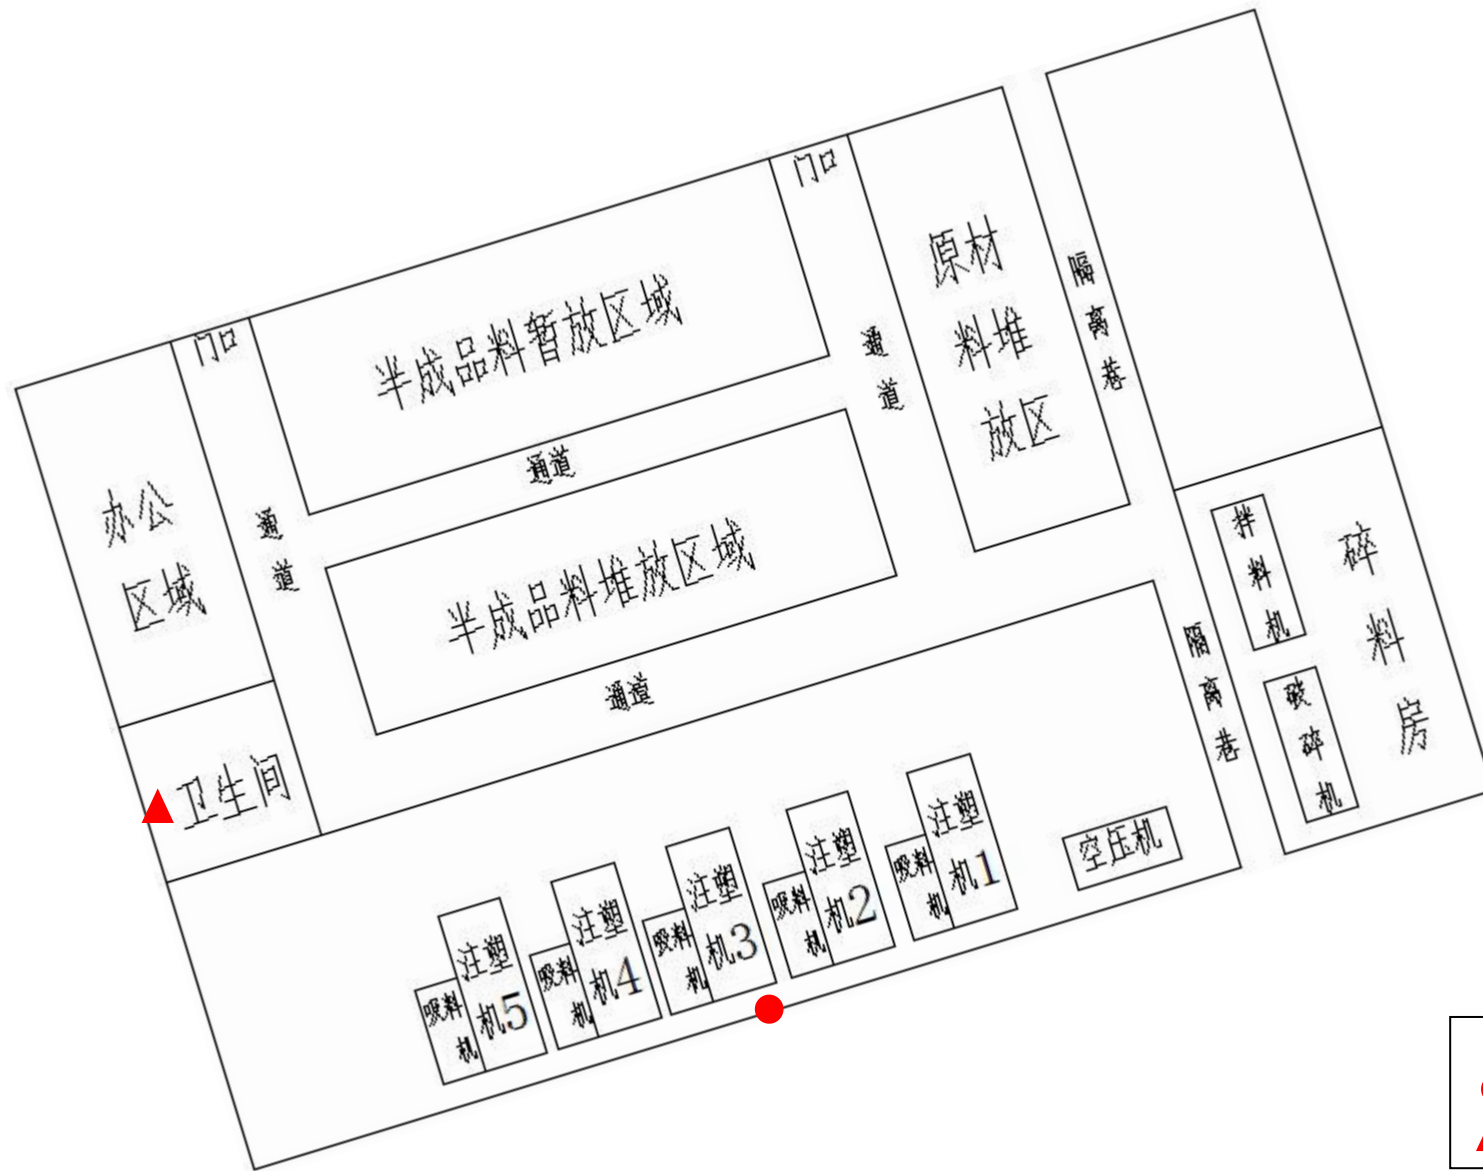 门口
原材
料堆
放区
隔离巷
半成品料暂放区域
通道
门口
通道
办公
区域
通道
半成品料堆放区域
通道
拌料机
碎料房
隔离巷
破碎机
卫生间
注塑
机1
吸料
机
空压机
注塑
机2
吸料
机
注塑
机3
吸料
机
注塑
机4
吸料
机
注塑
机5
吸料
机